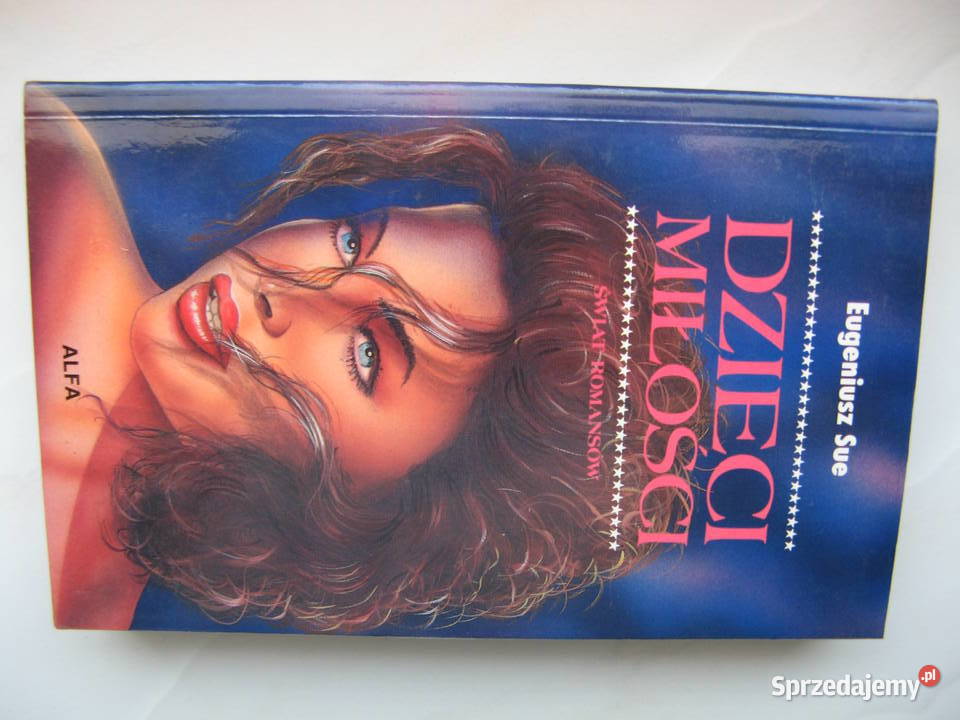 Eugeniusz Sue
DZIECI
MIŁOŚCI
ŚWIAT ROMANSÓW
ALFA
Sprzedajemy.pl